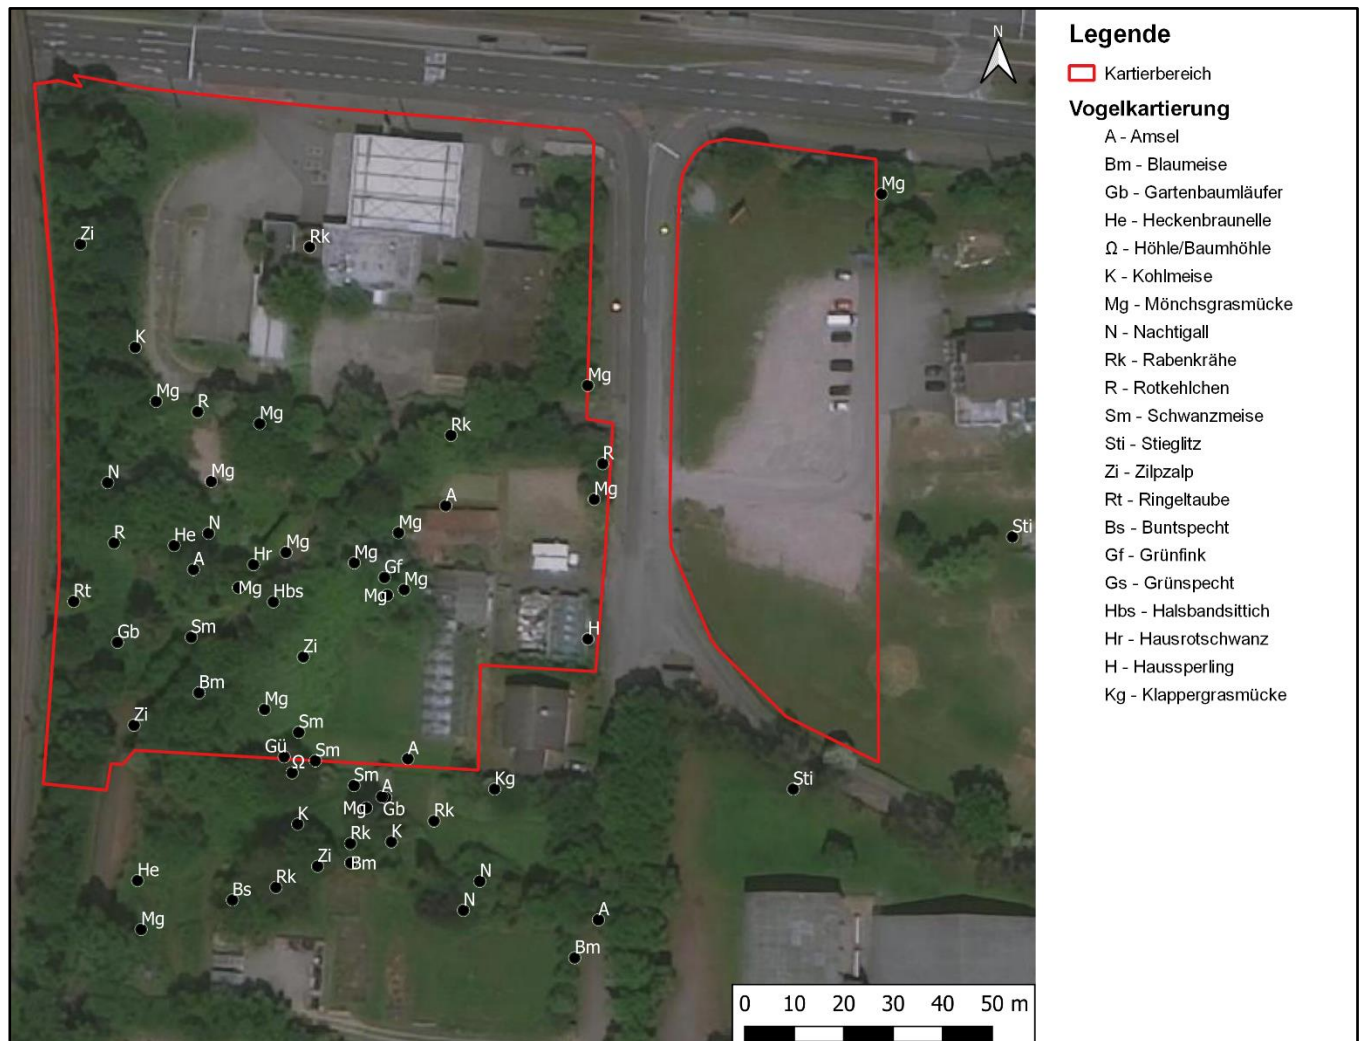 N
Legende
Kartierbereich
Vogelkartierung
A - Amsel
Bm - Blaumeise
Gb - Gartenbaumläufer
He - Heckenbraunelle
Ω - Höhle/Baumhöhle
K - Kohlmeise
Mg - Mönchsgrasmücke
N - Nachtigall
Rk - Rabenkrähe
R - Rotkehlchen
Sm - Schwanzmeise
Sti - Stieglitz
Zi - Zilpzalp
Rt - Ringeltaube
Bs - Buntspecht
Gf - Grünfink
Gs - Grünspecht
Hbs - Halsbandsittich
Hr - Hausrotschwanz
H - Haussperling
Kg - Klappergrasmücke
Mg
Zi
Rk
K
Mg
Mg
R
Mg
Rk
R
N
Mg
Mg
A
R
He
N
Mg
Sti
A
Hr
Mg
Mg
Gf
Mg
Mg
Mg
Rt
Hbs
Gb
Sm
H
Zi
Bm
Mg
Zi
Sm
Gü
Sm
A
Ω
Sm
A
Kg
Sti
Mg
Gb
K
Rk
Rk
K
Zi
Bm
He
Rk
N
Bs
N
Mg
A
Bm
0 10 20 30 40 50 m